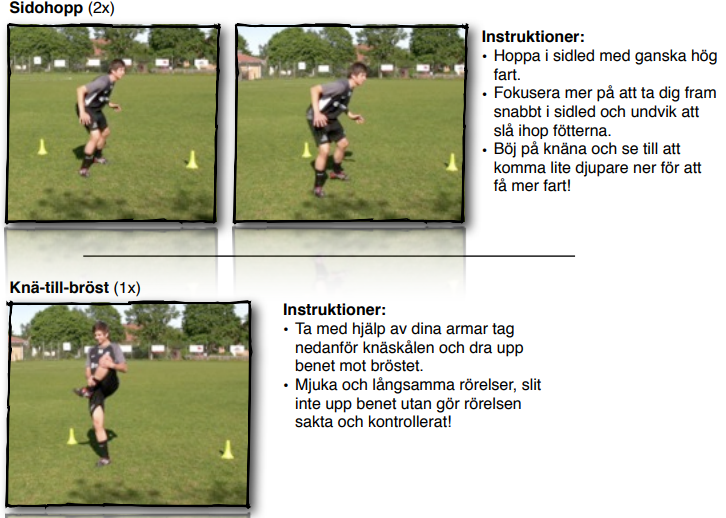 Sidohopp (2x)
Instruktioner:
• Hoppa i sidled med ganska hög
fart.
• Fokusera mer på att ta dig fram
snabbt i sidled och undvik att
slå ihop fötterna.
• Böj på knäna och se till att
komma lite djupare ner för att
få mer fart!
Knä-till-bröst (1x)
Instruktioner:
• Ta med hjälp av dina armar tag
nedanför knäskålen och dra upp
benet mot bröstet.
• Mjuka och långsamma rörelser, slit
inte upp benet utan gör rörelsen
sakta och kontrollerat!